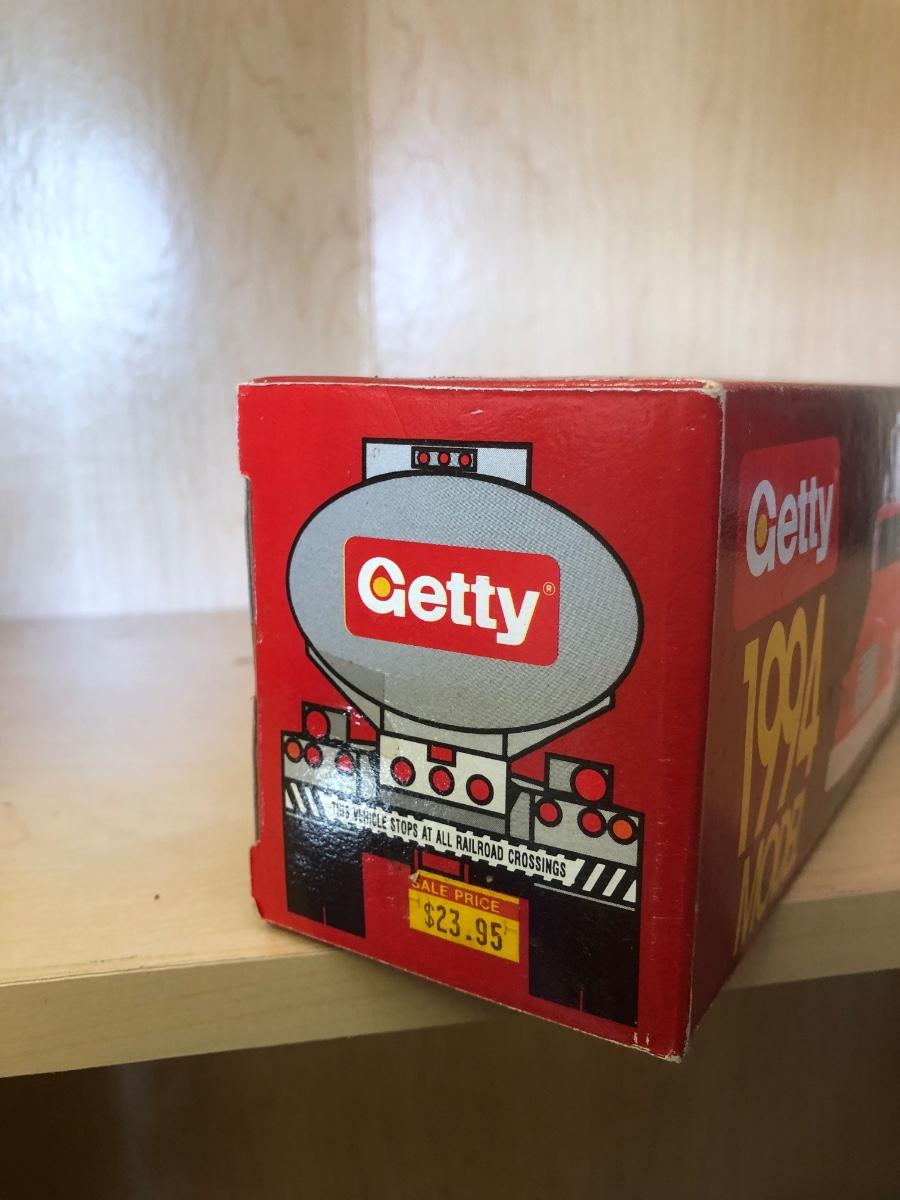 Getty®
THIS VEHICLE STOPS AT ALL RAILROAD CROSSINGS
SALE PRICE
$23.95
Getty
1994
MODEL